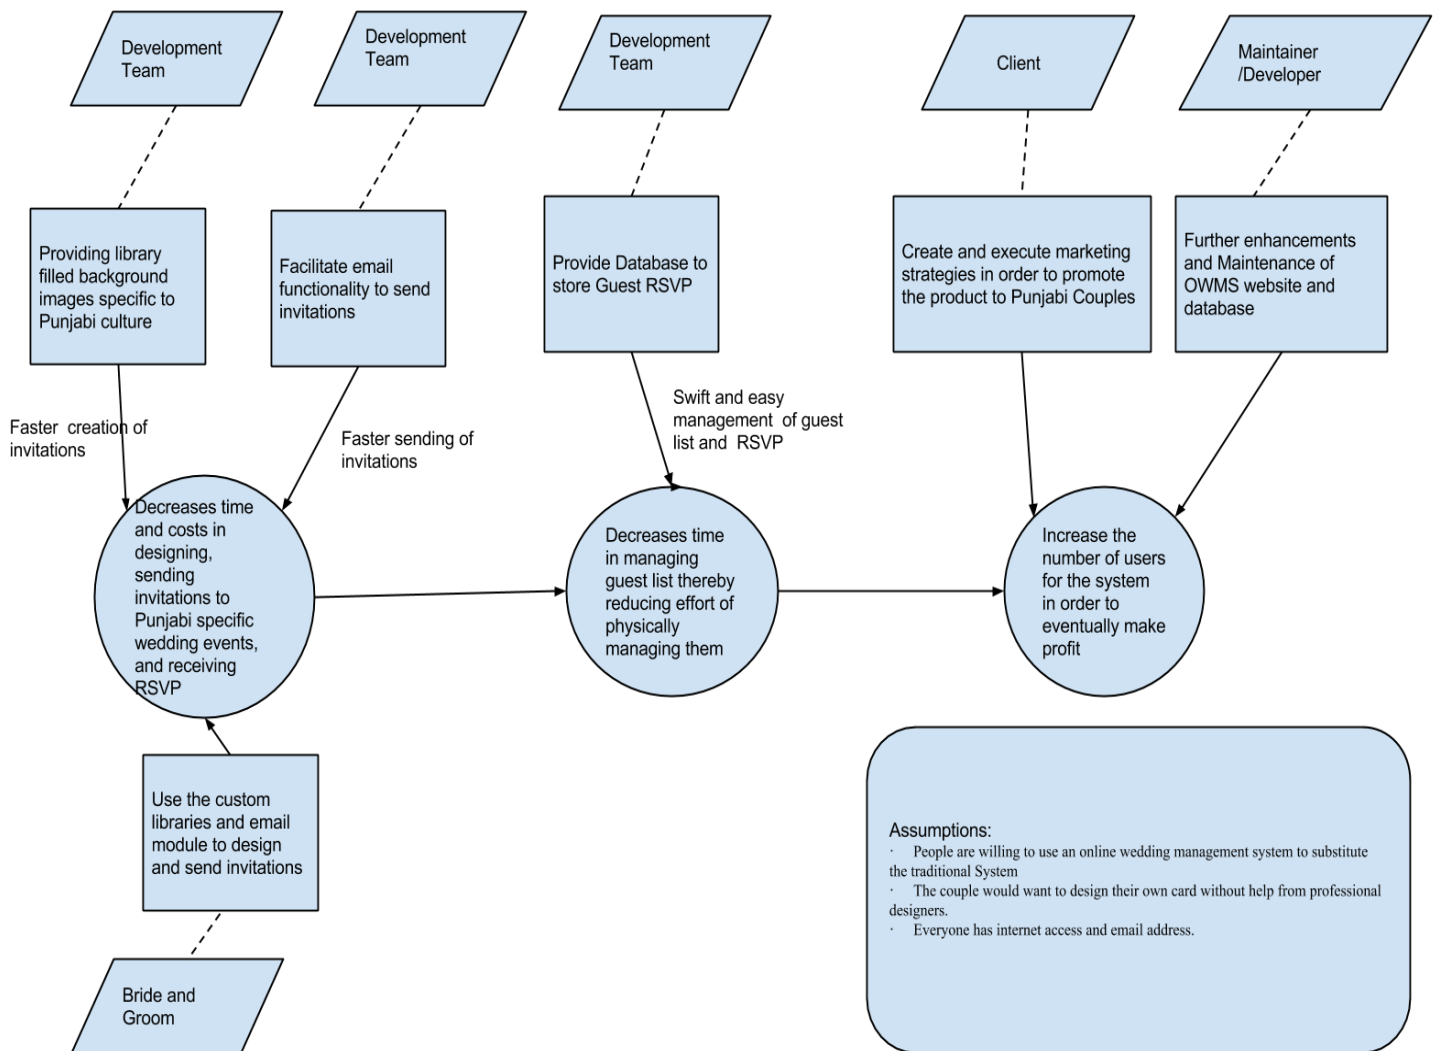 Development
Team
Development
Team
Development
Team
Client
Maintainer
/Developer
Providing library
filled background
images specific to
Punjabi culture
Facilitate email
functionality to send
invitations
Provide Database to
store Guest RSVP
Create and execute marketing
strategies in order to promote
the product to Punjabi Couples
Further enhancements
and Maintenance of
OWMS website and
database
Faster creation of
invitations
Faster sending of
invitations
Swift and easy
management of guest
list and RSVP
Decreases time
and costs in
designing,
sending
invitations to
Punjabi specific
wedding events,
and receiving
RSVP
Decreases time
in managing
guest list thereby
reducing effort of
physically
managing them
Increase the
number of users
for the system
in order to
eventually make
profit
Use the custom
libraries and email
module to design
and send invitations
Bride and
Groom
Assumptions:
· People are willing to use an online wedding management system to substitute
the traditional System
· The couple would want to design their own card without help from professional
designers.
· Everyone has internet access and email address.